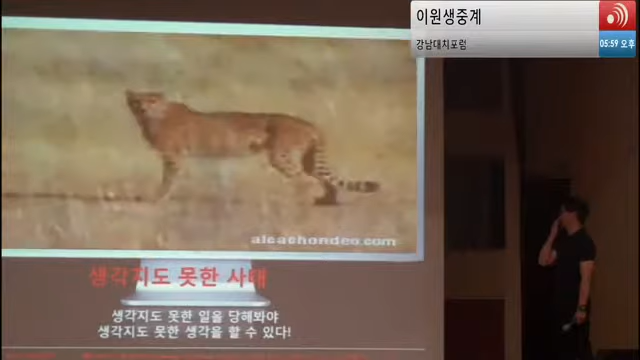 이원생중계
강남대치포럼
05:59 오후
alcachondeo.com
생각지도 못한 사태
생각지도 못한 일을 당해봐야
생각지도 못한 생각을 할 수 있다!